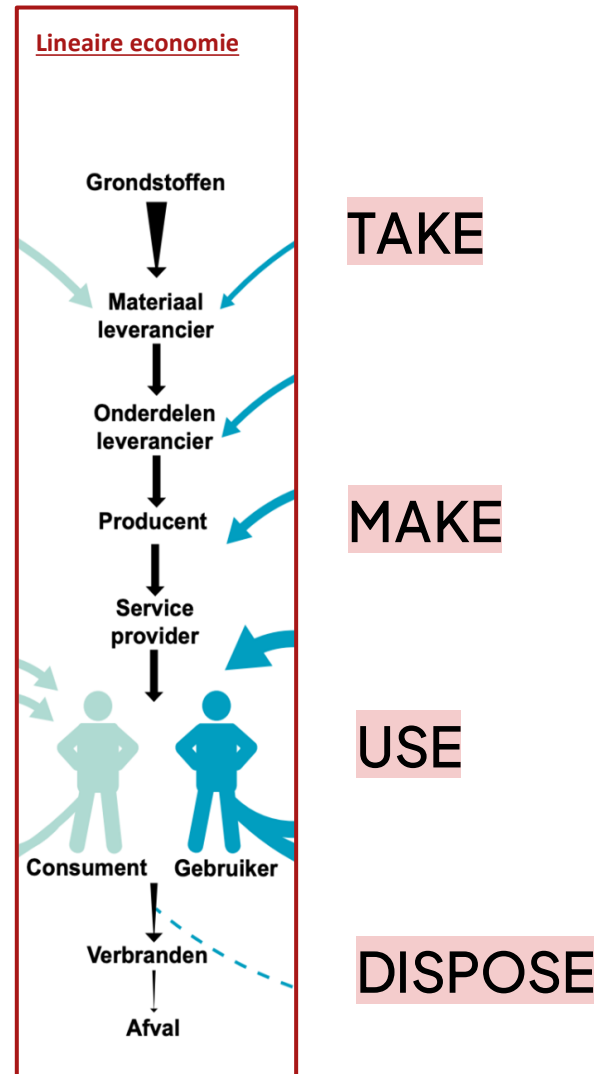 Lineaire economie
Grondstoffen
TAKE
Materiaal
leverancier
Onderdelen
leverancier
Producent
MAKE
Service
provider
USE
Consument
Gebruiker
Verbranden
DISPOSE
Afval